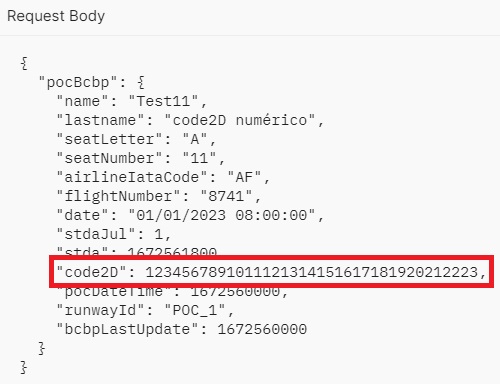 Request Body
{
"pocBcbp": {
"name": "Test11",
"lastname": "code2D numérico",
"seatLetter": "A",
"seatNumber": "11",
"airlineIataCode": "AF",
"flightNumber": "8741",
"date": "01/01/2023 08:00:00",
"stdaJul": 1,
"stda": 1672561800,
"code2D": 1234567891011121314151617181920212223,
"pocDateTime": 1672560000,
"runwayId": "POC_1",
"bcbpLastUpdate": 1672560000
}
}